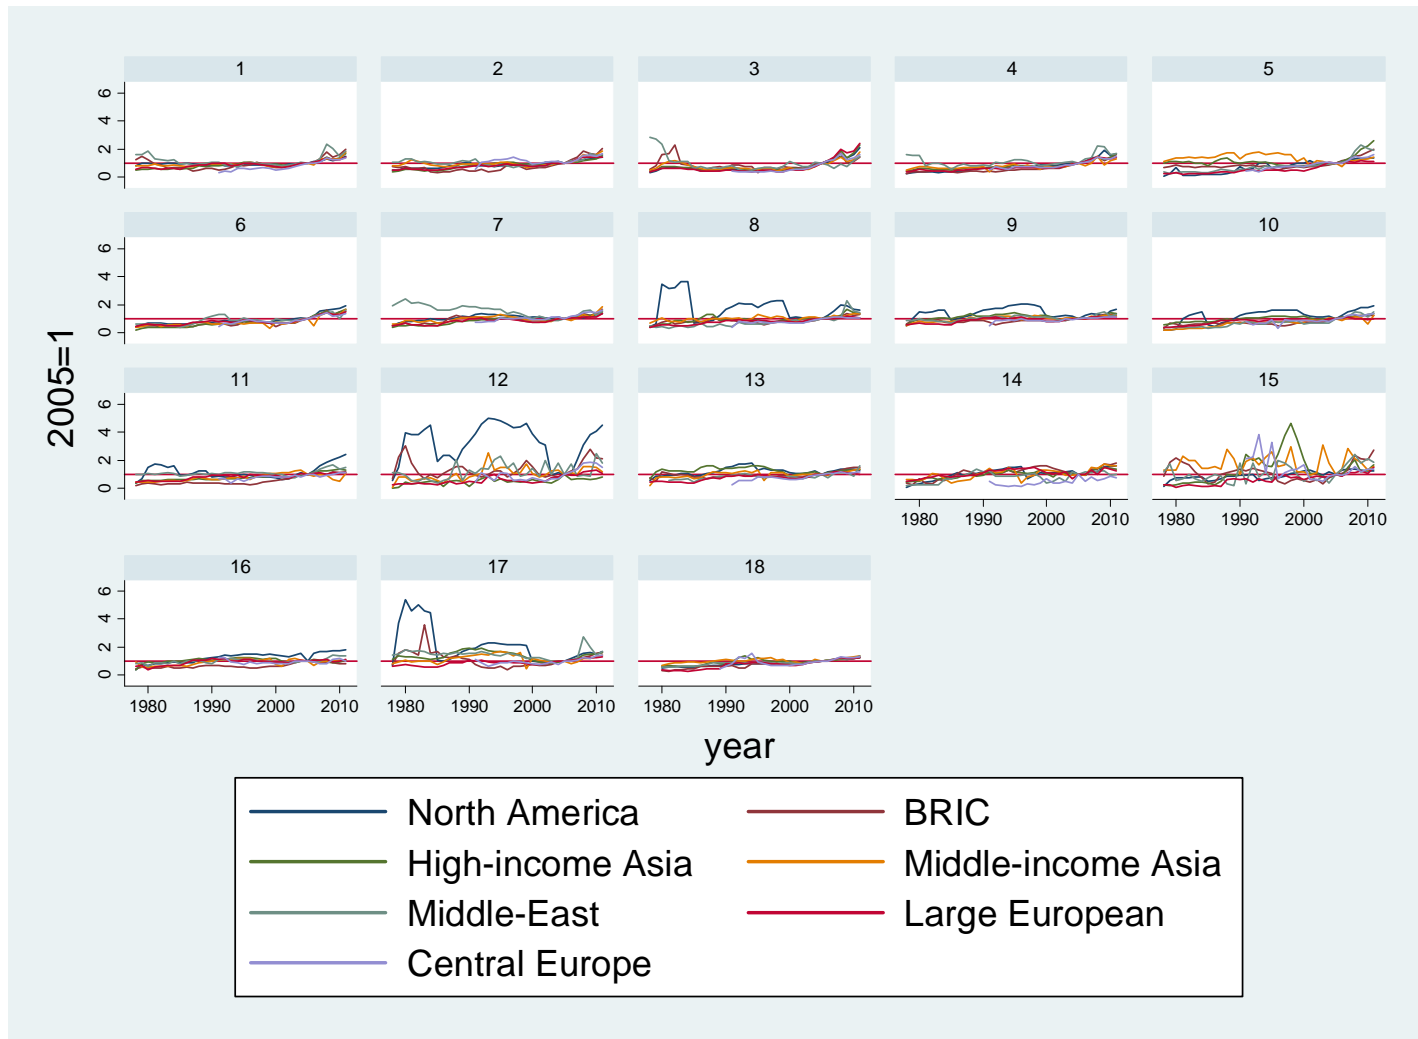 1 2 3 4 5
6
4
2
0
6 7 8 9 10
6
4
2
0
11 12 13 14 15
6
4
2
0
1980 1990 2000 2010 1980 1990 2000 2010
16 17 18
6
4
2
0
1980 1990 2000 2010 1980 1990 2000 2010 1980 1990 2000 2010
2005=1
year
North America BRIC
High-income Asia Middle-income Asia
Middle-East Large European
Central Europe